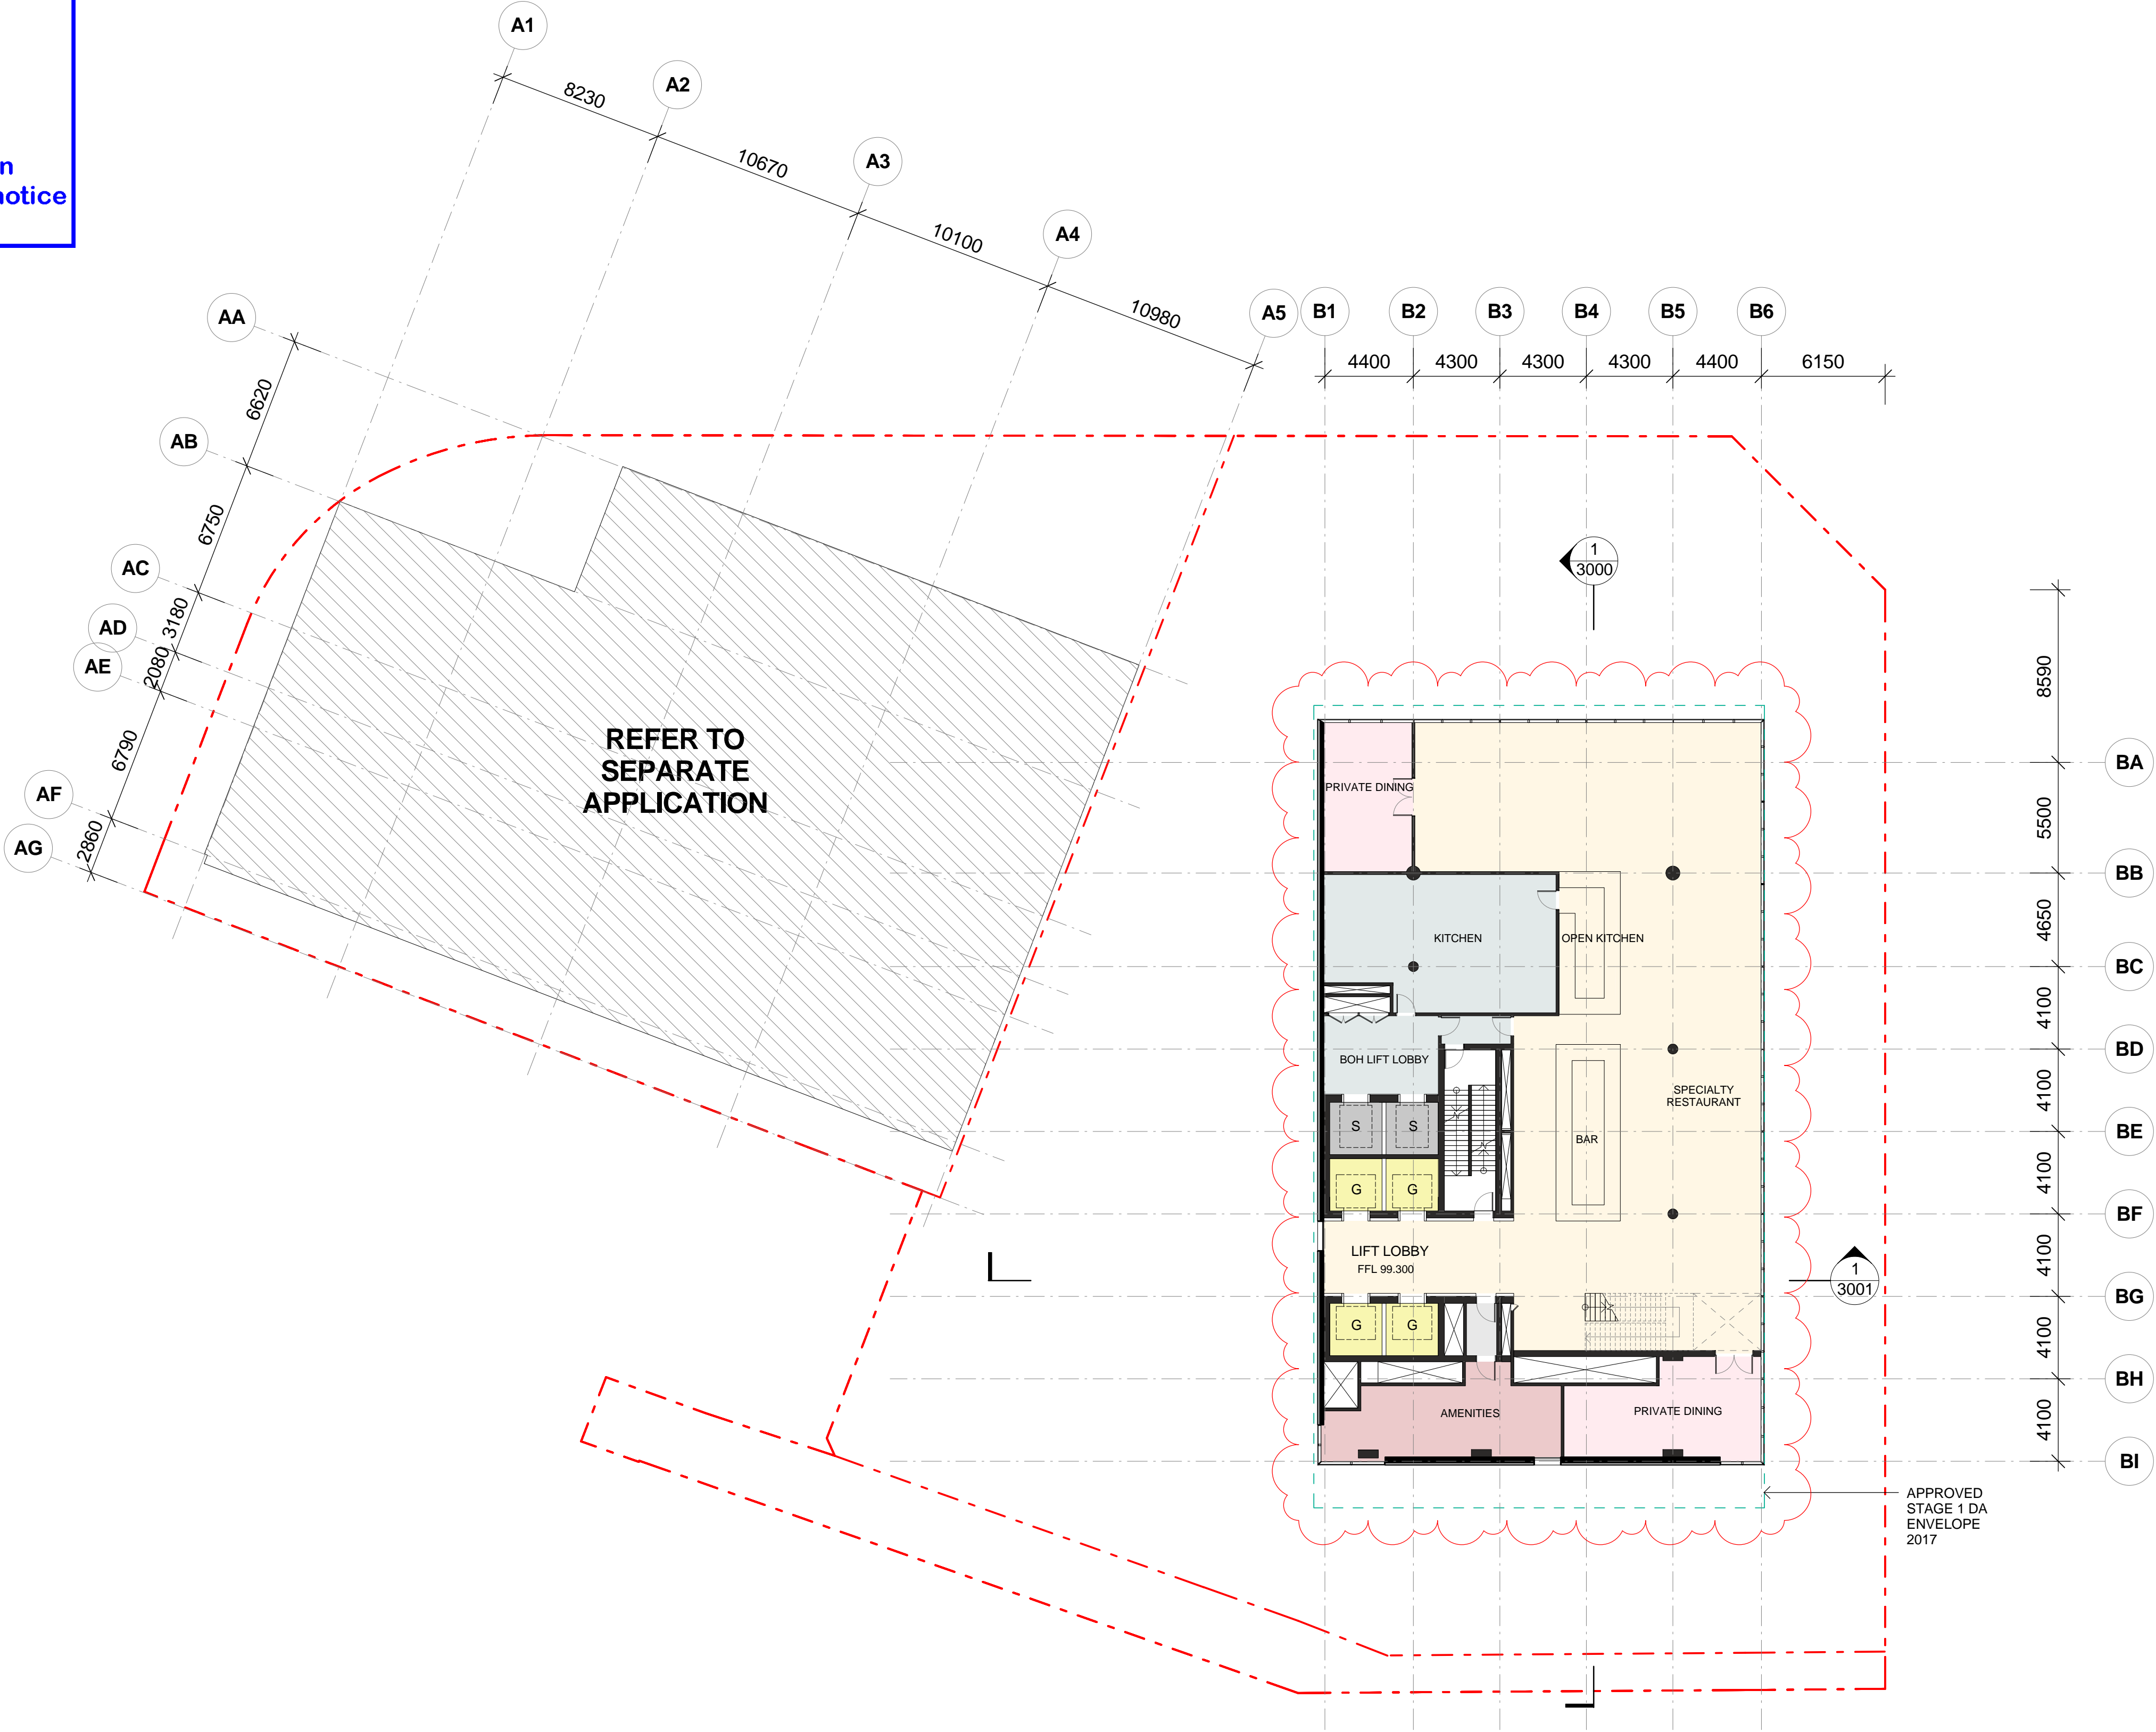 n
notice
A1
A2
A3
A4
A5
8230
10670
10100
10980
AA
AB
AC
AD
AE
AF
AG
6620
6750
3180
2080
6790
2860
B1
B2
B3
B4
B5
B6
4400
4300
4300
4300
4400
6150
1
3000
REFER TO
SEPARATE
APPLICATION
PRIVATE DINING
KITCHEN
OPEN KITCHEN
BOH LIFT LOBBY
SPECIALTY
RESTAURANT
S
S
BAR
G
G
LIFT LOBBY
FFL 99.300
G
G
AMENITIES
PRIVATE DINING
1
3001
8590
5500
4650
4100
4100
4100
4100
4100
4100
BA
BB
BC
BD
BE
BF
BG
BH
BI
APPROVED
STAGE 1 DA
ENVELOPE
2017